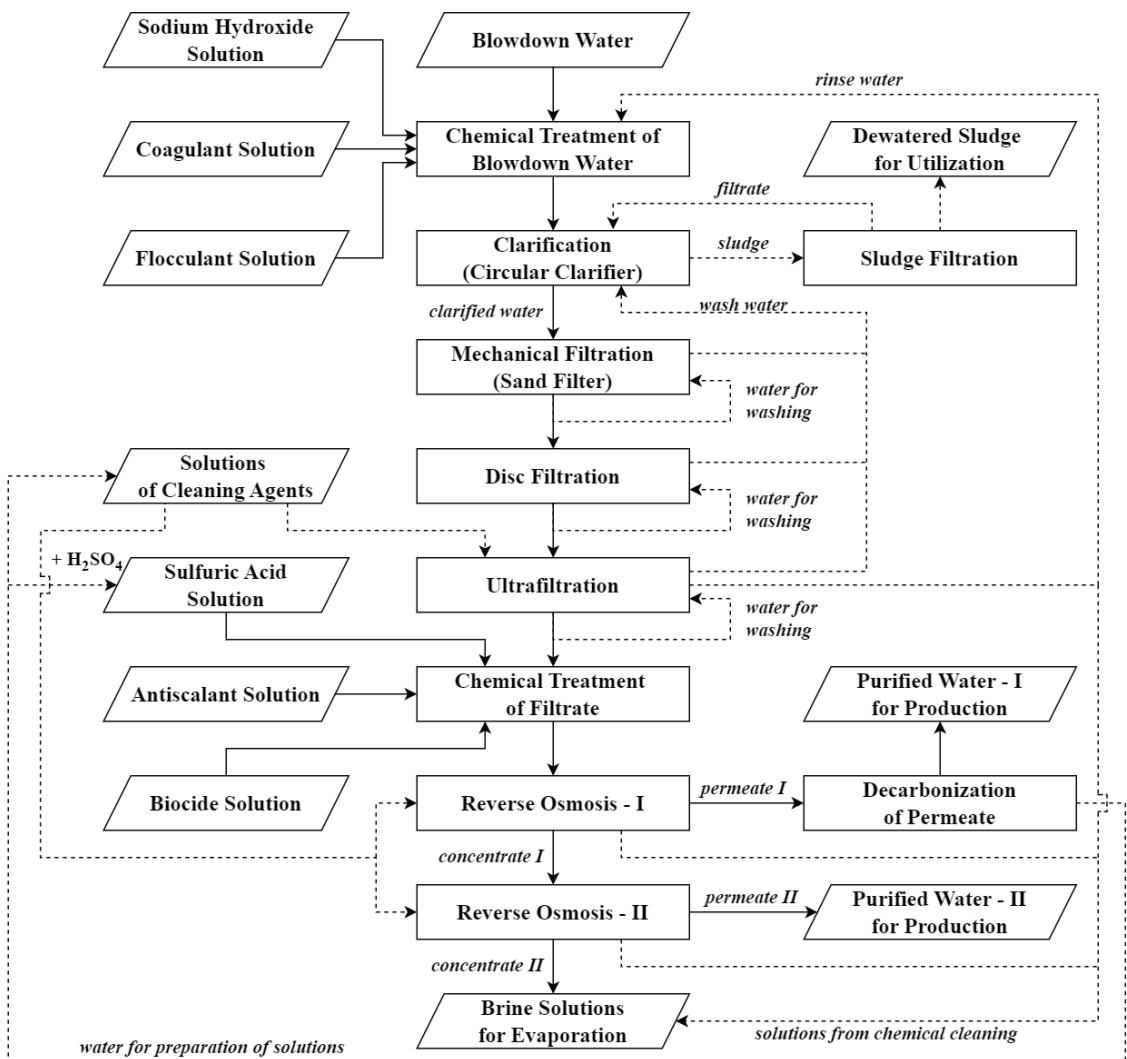 Sodium Hydroxide
Solution
Blowdown Water
rinse water
Coagulant Solution
Chemical Treatment of
Blowdown Water
Dewatered Sludge
for Utilization
filtrate
Flocculant Solution
Clarification
(Circular Clarifier)
sludge
Sludge Filtration
clarified water
wash water
Mechanical Filtration
(Sand Filter)
water for
washing
Solutions
of Cleaning Agents
Disc Filtration
water for
washing
+ H₂SO₄
Sulfuric Acid
Solution
Ultrafiltration
water for
washing
Antiscalant Solution
Chemical Treatment
of Filtrate
Purified Water - I
for Production
Biocide Solution
Reverse Osmosis - I
permeate I
Decarbonization
of Permeate
concentrate I
Reverse Osmosis - II
permeate II
Purified Water - II
for Production
concentrate II
Brine Solutions
for Evaporation
solutions from chemical cleaning
water for preparation of solutions